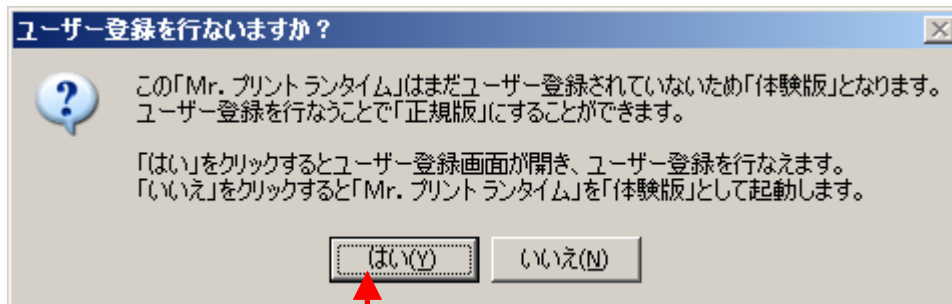 ユーザー登録を行ないますか？
この「Mr. プリント ランタイム」はまだユーザー登録されていないため「体験版」となります。
ユーザー登録を行なうことで「正規版」にすることができます。
「はい」をクリックするとユーザー登録画面が開き、ユーザー登録を行なえます。
「いいえ」をクリックすると「Mr. プリント ランタイム」を「体験版」として起動します。
はい(Y) いいえ(N)